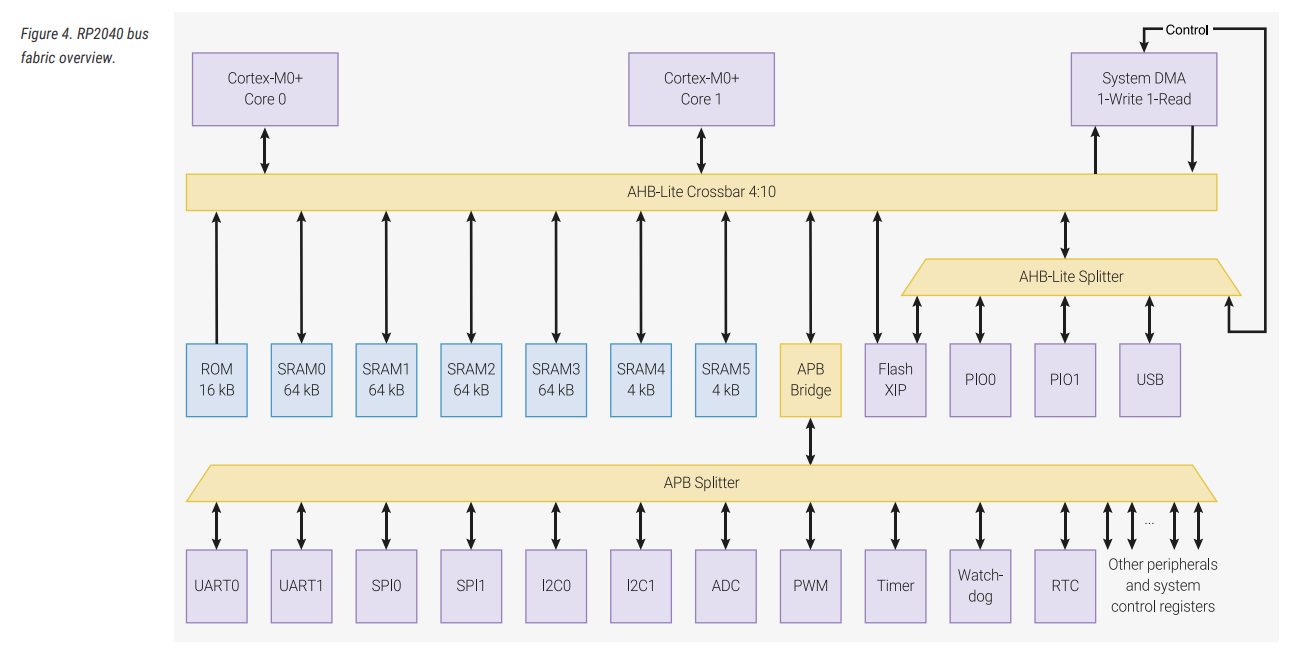 Figure 4. RP2040 bus
fabric overview.
Control
Cortex-M0+
Core 0
Cortex-M0+
Core 1
System DMA
1-Write 1-Read
AHB-Lite Crossbar 4:10
AHB-Lite Splitter
ROM
16 kB
SRAM0
64 kB
SRAM1
64 kB
SRAM2
64 kB
SRAM3
64 kB
SRAM4
4 kB
SRAM5
4 kB
APB
Bridge
Flash
XIP
PIO0
PIO1
USB
APB Splitter
...
UART0
UART1
SPI0
SPI1
I2C0
I2C1
ADC
PWM
Timer
Watch-
dog
RTC
Other peripherals
and system
control registers